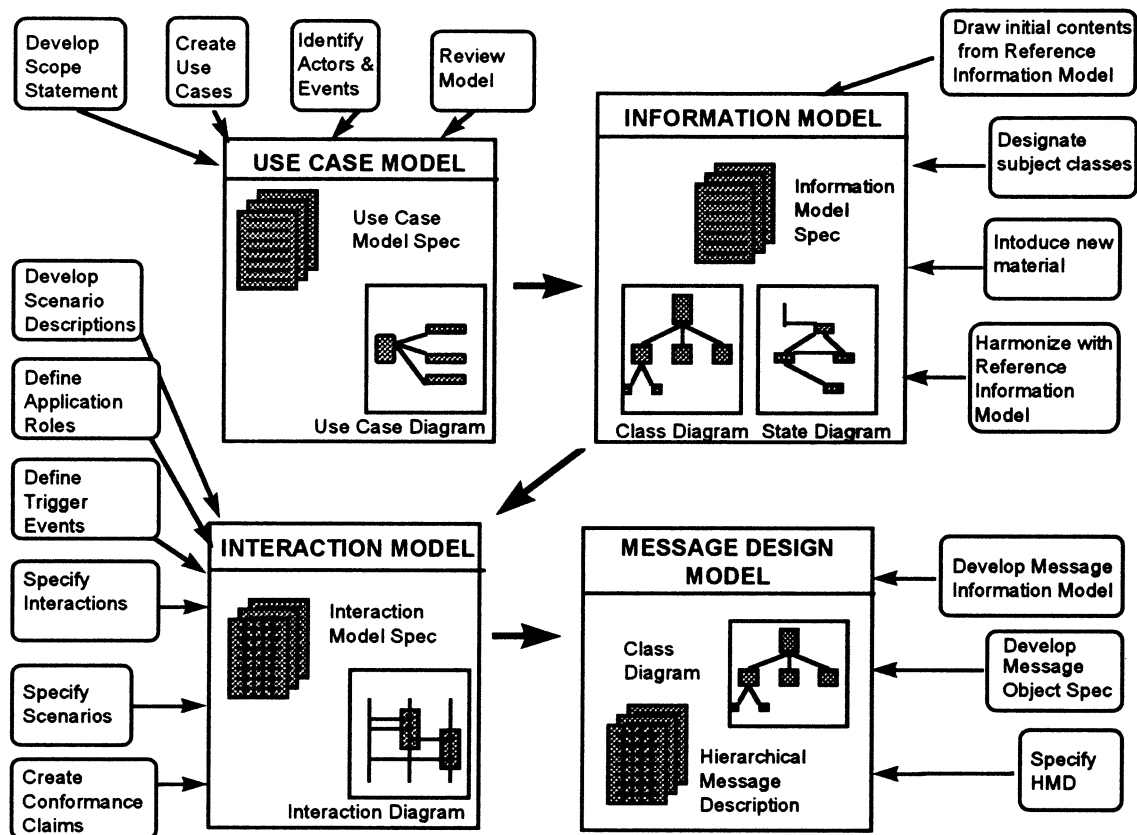 Develop
Scope
Statement
Create
Use
Cases
Identify
Actors &
Events
Review
Model
Draw initial contents
from Reference
Information Model
USE CASE MODEL
Use Case
Model Spec
Use Case Diagram
INFORMATION MODEL
Information
Model
Spec
Class Diagram
State Diagram
Designate
subject classes
Intoduce new
material
Harmonize with
Reference
Information
Model
Develop
Scenario
Descriptions
Define
Application
Roles
Define
Trigger
Events
Specify
Interactions
Specify
Scenarios
Create
Conformance
Claims
INTERACTION MODEL
Interaction
Model Spec
Interaction Diagram
MESSAGE DESIGN
MODEL
Class
Diagram
Hierarchical
Message
Description
Develop Message
Information Model
Develop
Message
Object Spec
Specify
HMD